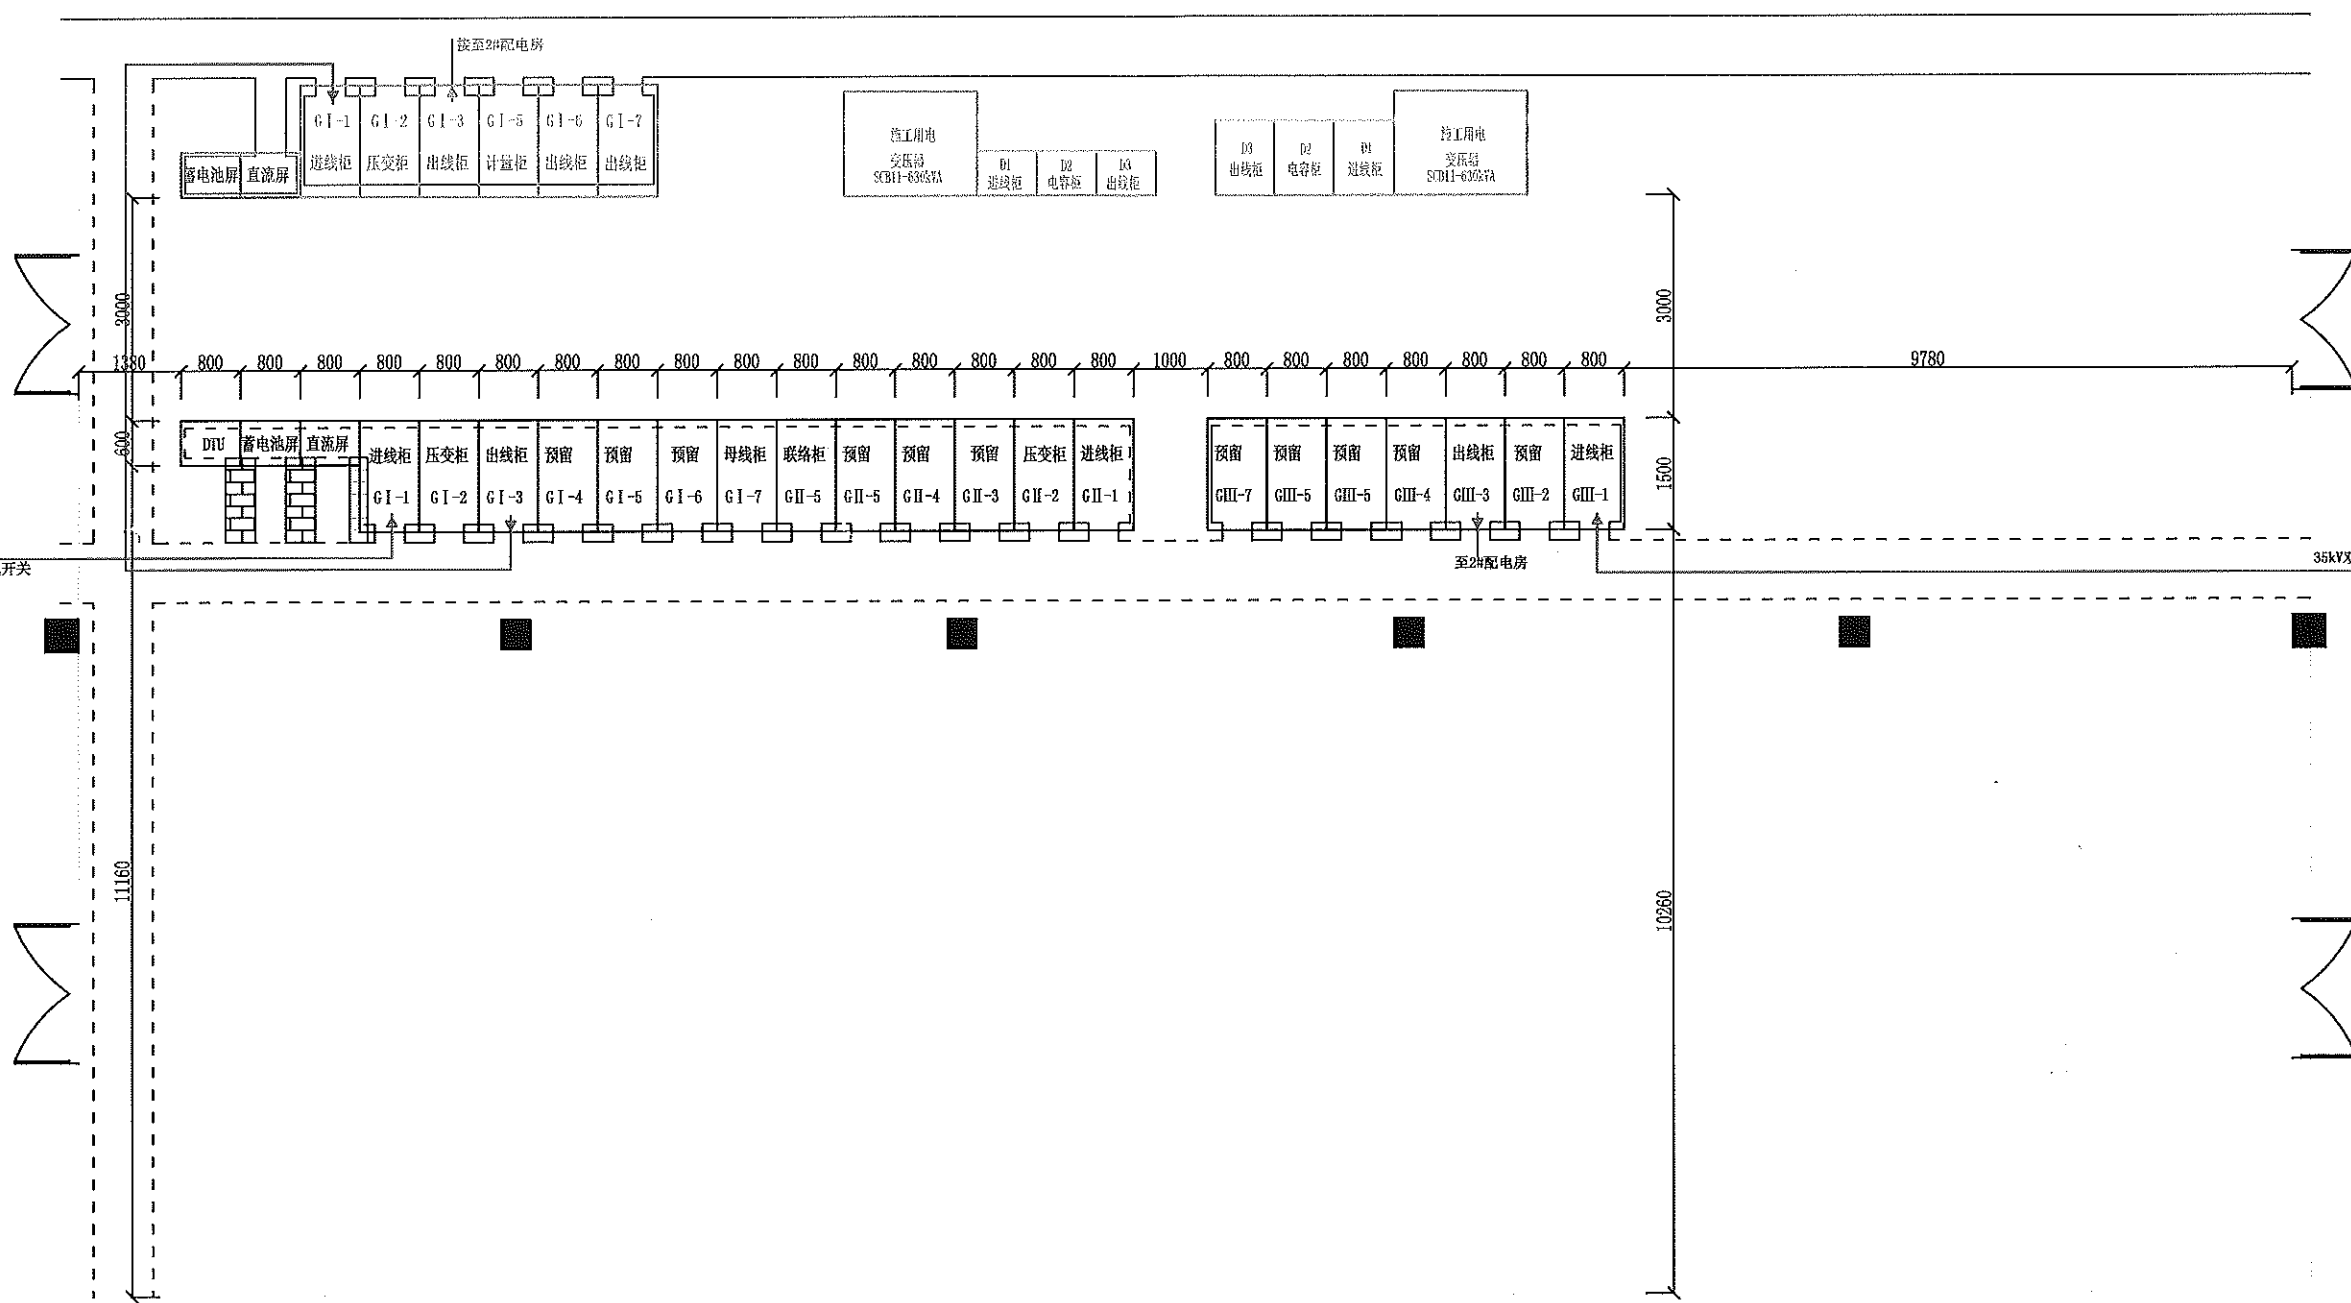 接至2#配电房
GⅠ-1 GⅠ-2 GⅠ-3 GⅠ-5 GⅠ-6 GⅠ-7
进线柜 压变柜 出线柜 计量柜 出线柜 出线柜
蓄电池屏 直流屏
施工用电
变压器
SCB11-630kVA
D1 D2 D3
进线柜 电容柜 出线柜
D3 D2 D1
出线柜 电容柜 进线柜
施工用电
变压器
SCB11-630kVA
3000
3000
1380 800 800 800 800 800 800 800 800 800 800 800 800 800 800 800 800 1000 800 800 800 800 800 800 800 9780
600
1500
DTU 蓄电池屏 直流屏 进线柜 压变柜 出线柜 预留 预留 预留 母线柜 联络柜 预留 预留 预留 压变柜 进线柜
GⅠ-1 GⅠ-2 GⅠ-3 GⅠ-4 GⅠ-5 GⅠ-6 GⅠ-7 GⅡ-5 GⅡ-5 GⅡ-4 GⅡ-3 GⅡ-2 GⅡ-1
预留 预留 预留 预留 出线柜 预留 进线柜
GⅢ-7 GⅢ-5 GⅢ-5 GⅢ-4 GⅢ-3 GⅢ-2 GⅢ-1
开关
至2#配电房
35kV
11160
10260